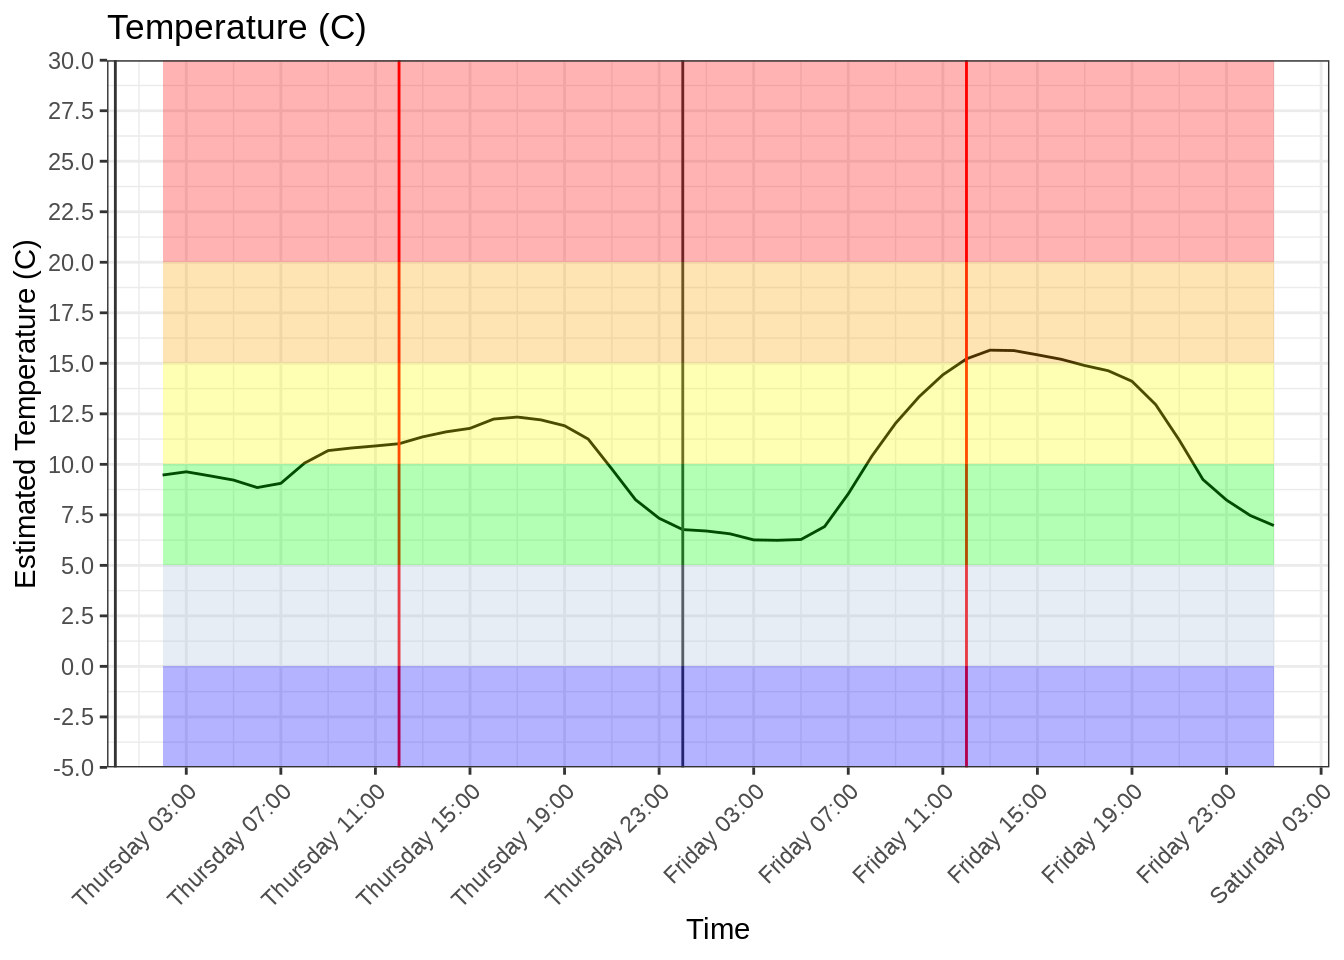 Temperature (C)
30.0
27.5
25.0
22.5
20.0
17.5
15.0
12.5
10.0
7.5
5.0
2.5
0.0
-2.5
-5.0
Estimated Temperature (C)
Thursday 03:00
Thursday 07:00
Thursday 11:00
Thursday 15:00
Thursday 19:00
Thursday 23:00
Friday 03:00
Friday 07:00
Friday 11:00
Friday 15:00
Friday 19:00
Friday 23:00
Saturday 03:00
Time